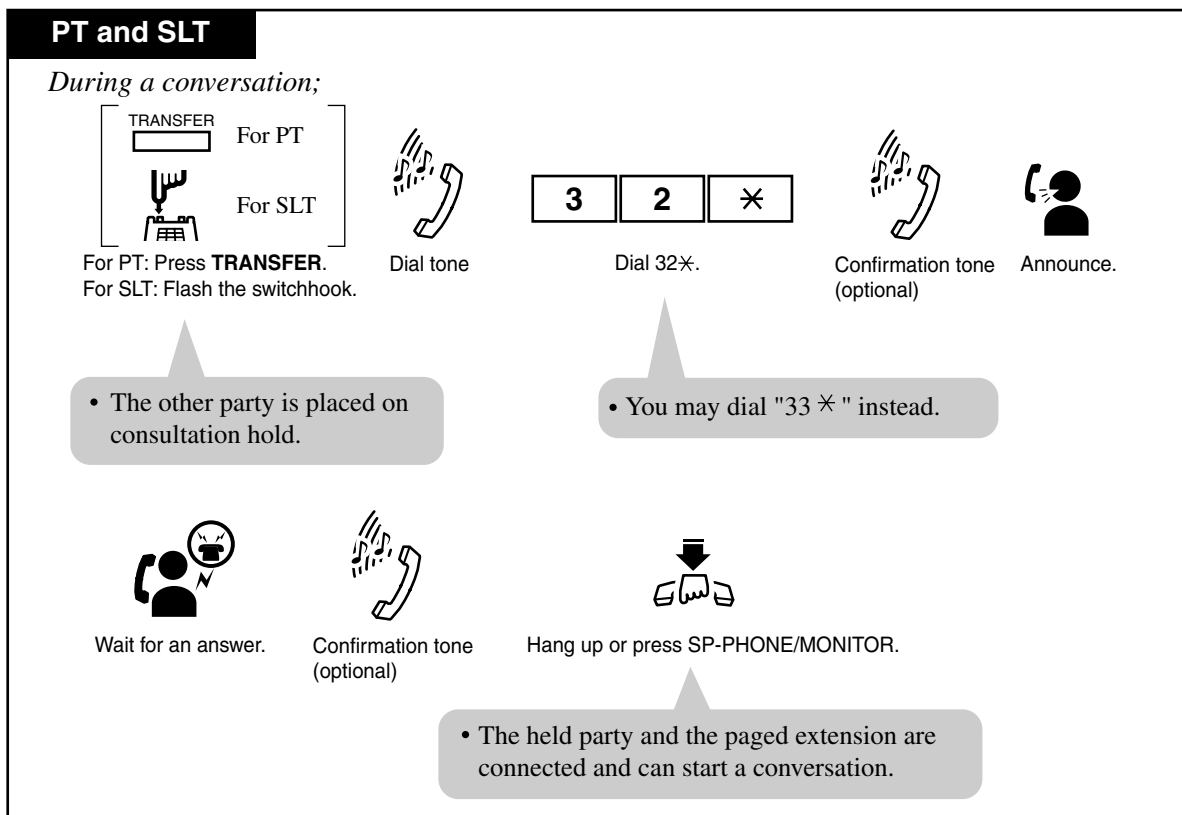 PT and SLT
During a conversation;
TRANSFER
For PT
For SLT
For PT: Press TRANSFER.
For SLT: Flash the switchhook.
Dial tone
3 2 ✳
Dial 32✳.
Confirmation tone
(optional)
Announce.
• The other party is placed on
consultation hold.
• You may dial "33 ✳ " instead.
Wait for an answer.
Confirmation tone
(optional)
Hang up or press SP-PHONE/MONITOR.
• The held party and the paged extension are
connected and can start a conversation.